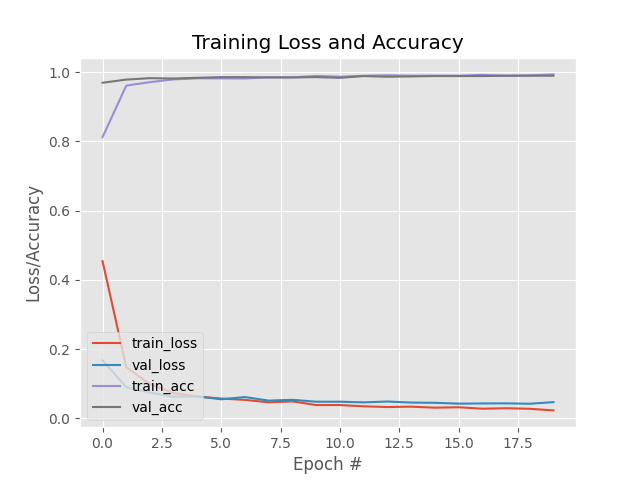 Training Loss and Accuracy
1.0
0.8
0.6
0.4
0.2
0.0
Loss/Accuracy
train_loss
val_loss
train_acc
val_acc
0.0 2.5 5.0 7.5 10.0 12.5 15.0 17.5
Epoch #